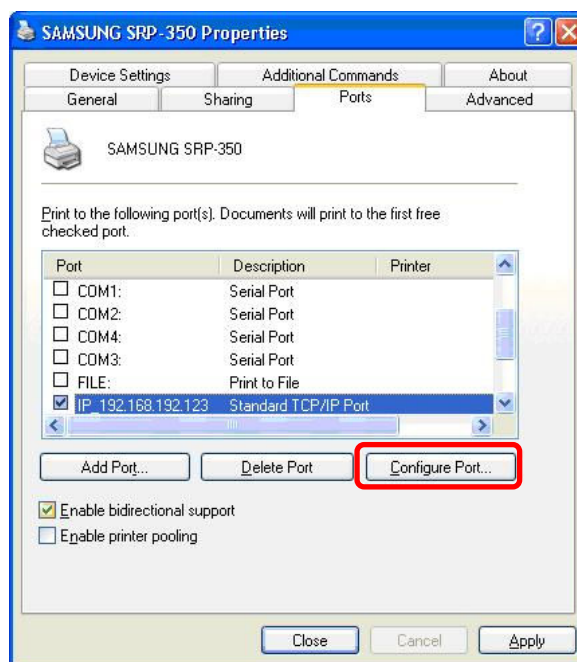 SAMSUNG SRP-350 Properties
Device Settings Additional Commands About
General Sharing Ports Advanced
SAMSUNG SRP-350
Print to the following port(s). Documents will print to the first free
checked port.
Port Description Printer
COM1: Serial Port
COM2: Serial Port
COM4: Serial Port
COM3: Serial Port
FILE: Print to File
IP_192.168.192.123 Standard TCP/IP Port
Add Port... Delete Port Configure Port...
Enable bidirectional support
Enable printer pooling
Close Cancel Apply